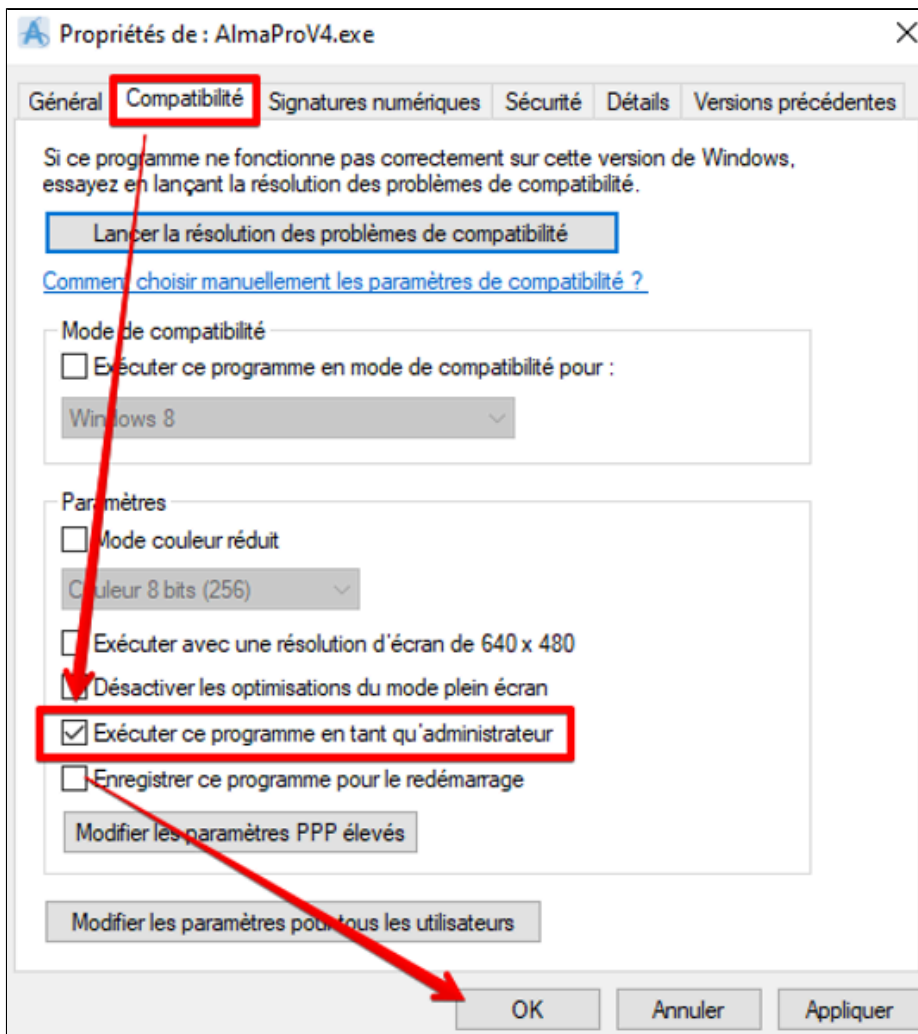 Propriétés de : AlmaProV4.exe
Général
Compatibilité
Signatures numériques
Sécurité
Détails
Versions précédentes
Si ce programme ne fonctionne pas correctement sur cette version de Windows,
essayez en lançant la résolution des problèmes de compatibilité.
Lancer la résolution des problèmes de compatibilité
Comment choisir manuellement les paramètres de compatibilité ?
Mode de compatibilité
Exécuter ce programme en mode de compatibilité pour :
Windows 8
Paramètres
Mode couleur réduit
Couleur 8 bits (256)
Exécuter avec une résolution d'écran de 640 x 480
Désactiver les optimisations du mode plein écran
Exécuter ce programme en tant qu'administrateur
Enregistrer ce programme pour le redémarrage
Modifier les paramètres PPP élevés
Modifier les paramètres pour tous les utilisateurs
OK
Annuler
Appliquer